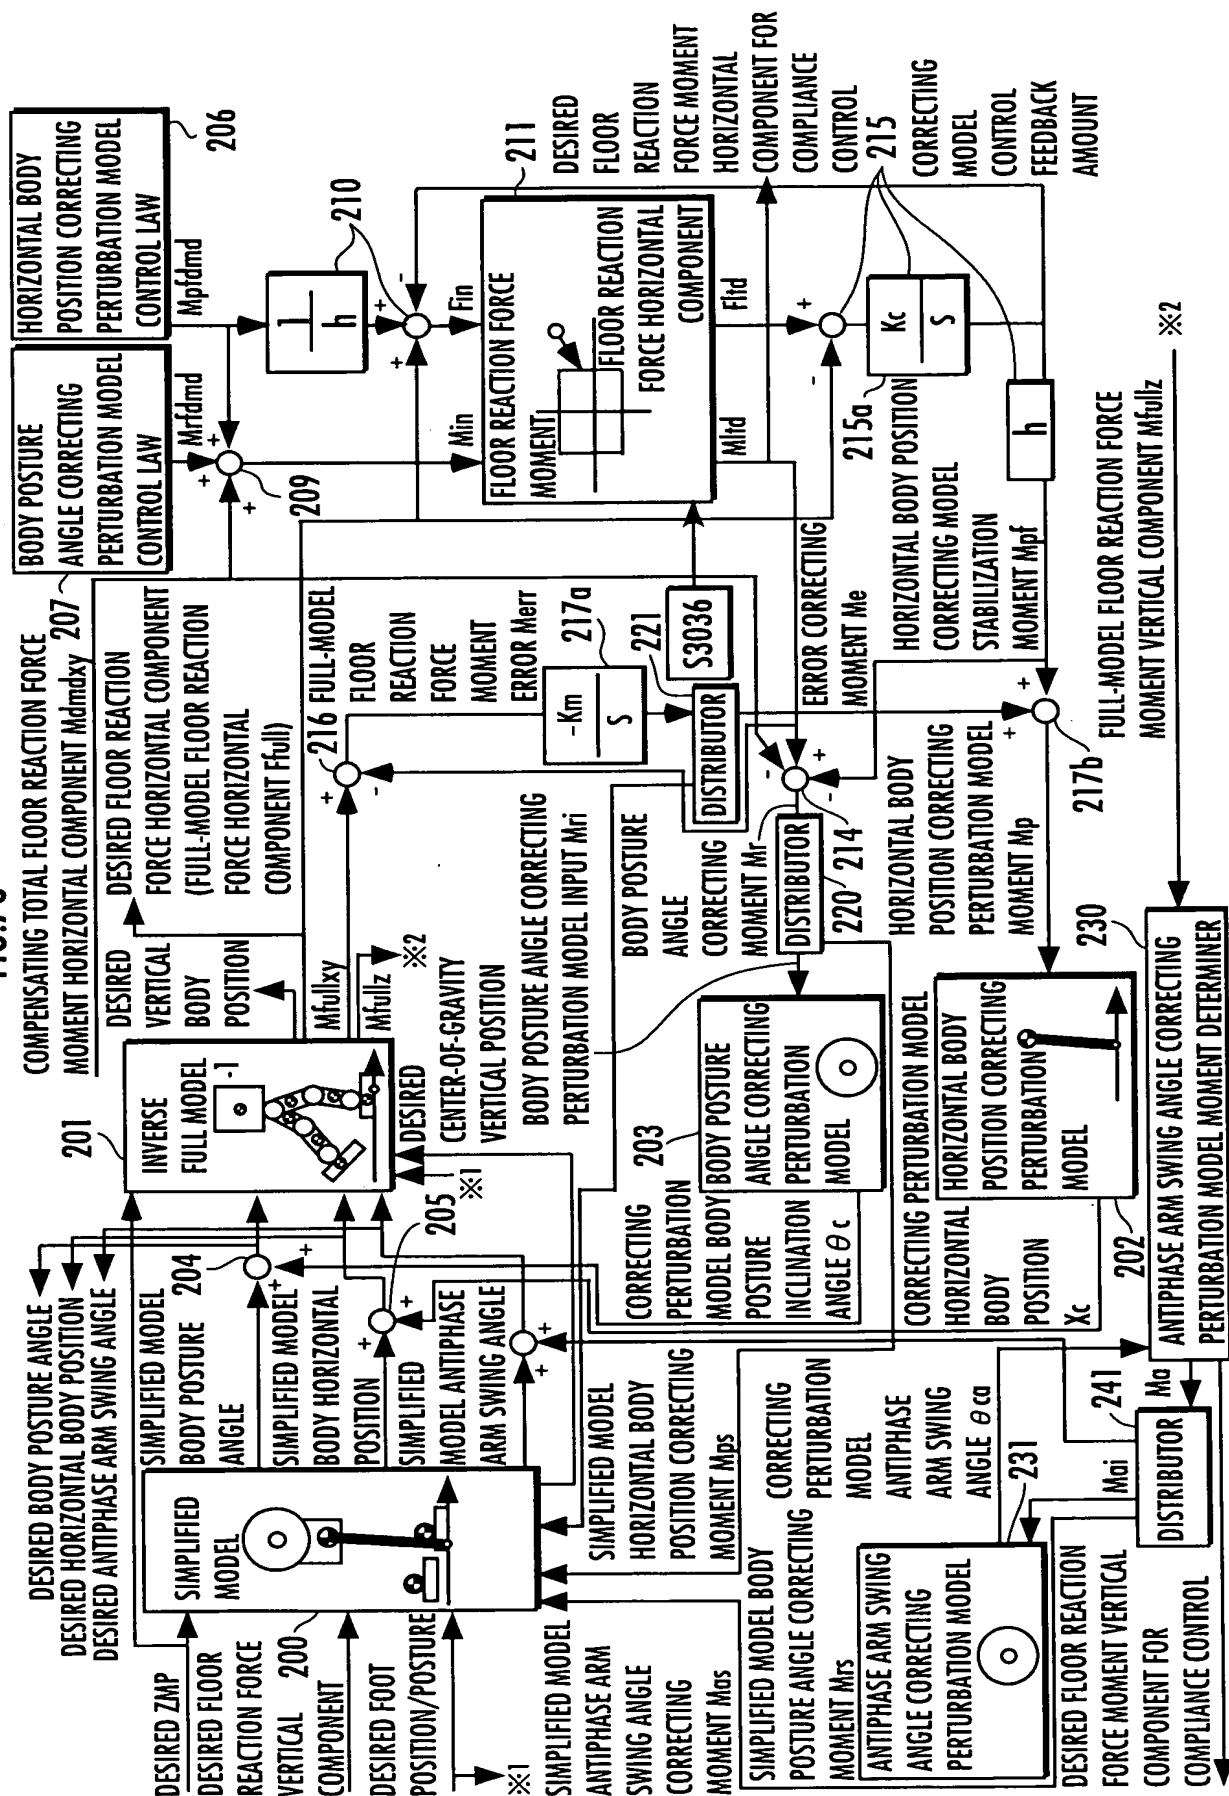 COMPENSATING TOTAL FLOOR REACTION FORCE
MOMENT HORIZONTAL COMPONENT Mdmdxy
207
BODY POSTURE
ANGLE CORRECTING
PERTURBATION MODEL
CONTROL LAW
HORIZONTAL BODY
POSITION CORRECTING
PERTURBATION MODEL
CONTROL LAW
206
Mrfdmd
Mpfdmd
+
+
+
209
1
h
210
+
+
-
Min
Fin
211
FLOOR REACTION FORCE
MOMENT
FLOOR REACTION
FORCE HORIZONTAL
COMPONENT
Mltd
Fltd
DESIRED
FLOOR
REACTION
FORCE MOMENT
HORIZONTAL
COMPONENT FOR
COMPLIANCE
CONTROL
215
CORRECTING
MODEL
CONTROL
FEEDBACK
AMOUNT
+
-
215a
Kc
S
h
HORIZONTAL BODY POSITION
CORRECTING MODEL
STABILIZATION
MOMENT Mpf
S3036
DESIRED BODY POSTURE ANGLE
DESIRED HORIZONTAL BODY POSITION
DESIRED ANTIPHASE ARM SWING ANGLE
DESIRED
VERTICAL
BODY
POSITION
DESIRED FLOOR REACTION
FORCE HORIZONTAL COMPONENT
(FULL-MODEL FLOOR REACTION
FORCE HORIZONTAL
COMPONENT Ffull)
201
INVERSE
FULL MODEL
-1
Mfullxy
Mfullz
※2
216
+
-
FULL-MODEL
FLOOR
REACTION
FORCE
MOMENT
ERROR Merr
217a
-Km
S
221
DISTRIBUTOR
ERROR CORRECTING
MOMENT Me
DESIRED
CENTER-OF-GRAVITY
VERTICAL POSITION
※1
BODY POSTURE ANGLE CORRECTING
PERTURBATION MODEL INPUT Mri
BODY POSTURE
ANGLE
CORRECTING
MOMENT Mr
-
+
-
214
DISTRIBUTOR
220
HORIZONTAL BODY
POSITION CORRECTING
PERTURBATION MODEL
MOMENT Mp
+
+
217b
FULL-MODEL FLOOR REACTION FORCE
MOMENT VERTICAL COMPONENT Mfullz
※2
DESIRED ZMP
DESIRED FLOOR
REACTION FORCE
VERTICAL
COMPONENT
200
DESIRED FOOT
POSITION/POSTURE
※1
SIMPLIFIED
MODEL
SIMPLIFIED MODEL
BODY POSTURE
ANGLE
204
+
+
SIMPLIFIED MODEL
BODY HORIZONTAL
POSITION
205
+
+
SIMPLIFIED
MODEL ANTIPHASE
ARM SWING ANGLE
+
+
203
BODY POSTURE
ANGLE CORRECTING
PERTURBATION
MODEL
CORRECTING
PERTURBATION
MODEL BODY
POSTURE
INCLINATION
ANGLE θc
CORRECTING PERTURBATION MODEL
HORIZONTAL
BODY
POSITION
Xc
HORIZONTAL BODY
POSITION CORRECTING
PERTURBATION
MODEL
202
230
ANTIPHASE ARM SWING ANGLE CORRECTING
PERTURBATION MODEL MOMENT DETERMINER
SIMPLIFIED MODEL
HORIZONTAL BODY
POSITION CORRECTING
MOMENT Mps
SIMPLIFIED MODEL
ANTIPHASE ARM
SWING ANGLE
CORRECTING
MOMENT Mas
SIMPLIFIED MODEL BODY
POSTURE ANGLE CORRECTING
MOMENT Mrs
CORRECTING
PERTURBATION
MODEL
ANTIPHASE
ARM SWING
ANGLE θca
231
ANTIPHASE ARM SWING
ANGLE CORRECTING
PERTURBATION MODEL
Ma
Mai
241
DISTRIBUTOR
DESIRED FLOOR REACTION
FORCE MOMENT VERTICAL
COMPONENT FOR
COMPLIANCE CONTROL